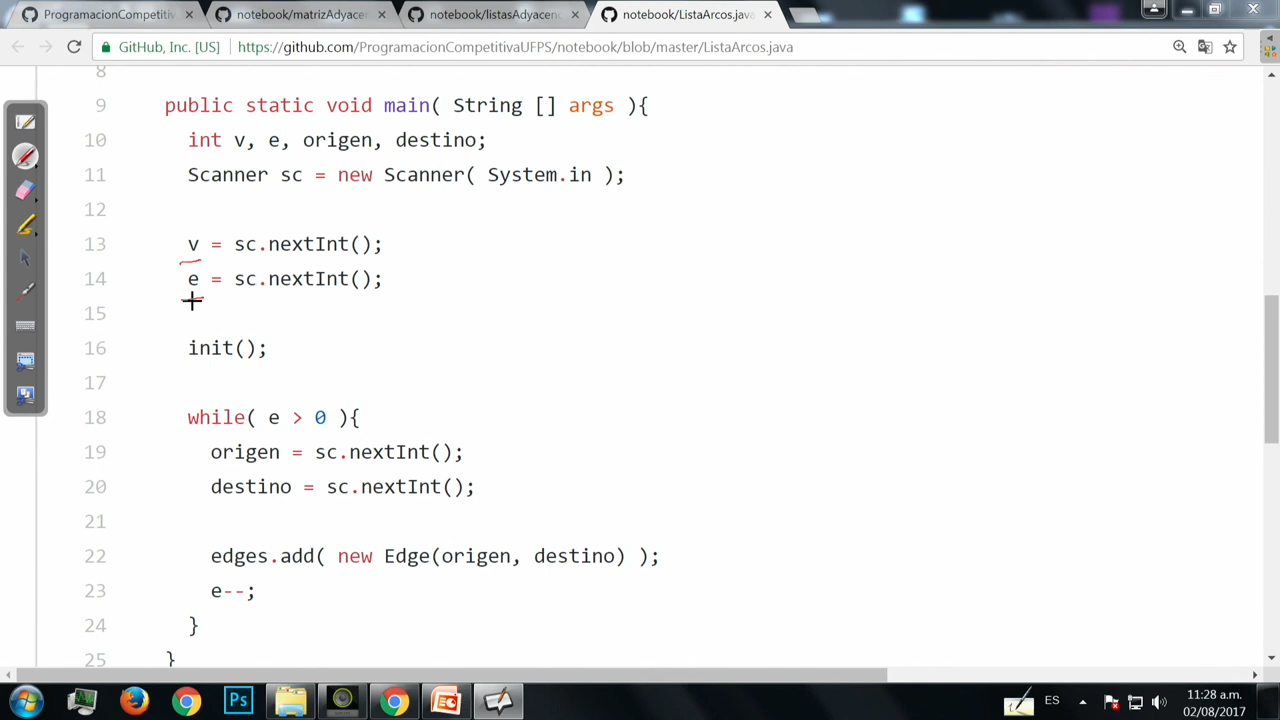 ProgramacionCompetitiva
notebook/matrizAdyace
notebook/listasAdyacenc
notebook/ListaArcos.java
GitHub, Inc. [US]
https://github.com/ProgramacionCompetitivaUFPS/notebook/blob/master/ListaArcos.java
8
9 public static void main( String [] args ){
10 int v, e, origen, destino;
11 Scanner sc = new Scanner( System.in );
12
13 v = sc.nextInt();
14 e = sc.nextInt();
15
16 init();
17
18 while( e > 0 ){
19 origen = sc.nextInt();
20 destino = sc.nextInt();
21
22 edges.add( new Edge(origen, destino) );
23 e--;
24 }
25 }
Ps
ES
11:28 a.m.
02/08/2017